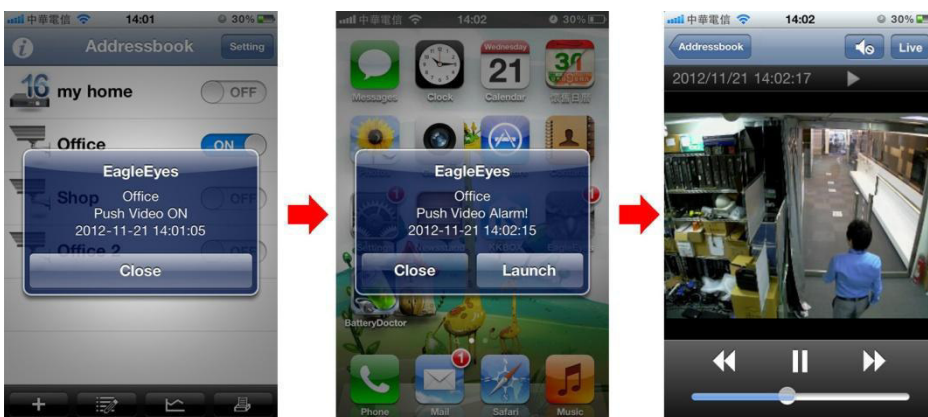 中華電信 14:01 30%
Addressbook Setting
16 my home OFF
Office ON
EagleEyes
Office
Push Video ON
2012-11-21 14:01:05
Close
Shop OFF
Office 2 OFF
中華電信 14:02 30%
Wednesday
21 30
Messages Clock Calendar
1
EagleEyes
Office
Push Video Alarm!
2012-11-21 14:02:15
Close Launch
BatteryDoctor
1
Phone Mail Safari Music
中華電信 14:02 30%
Addressbook Live
2012/11/21 14:02:17